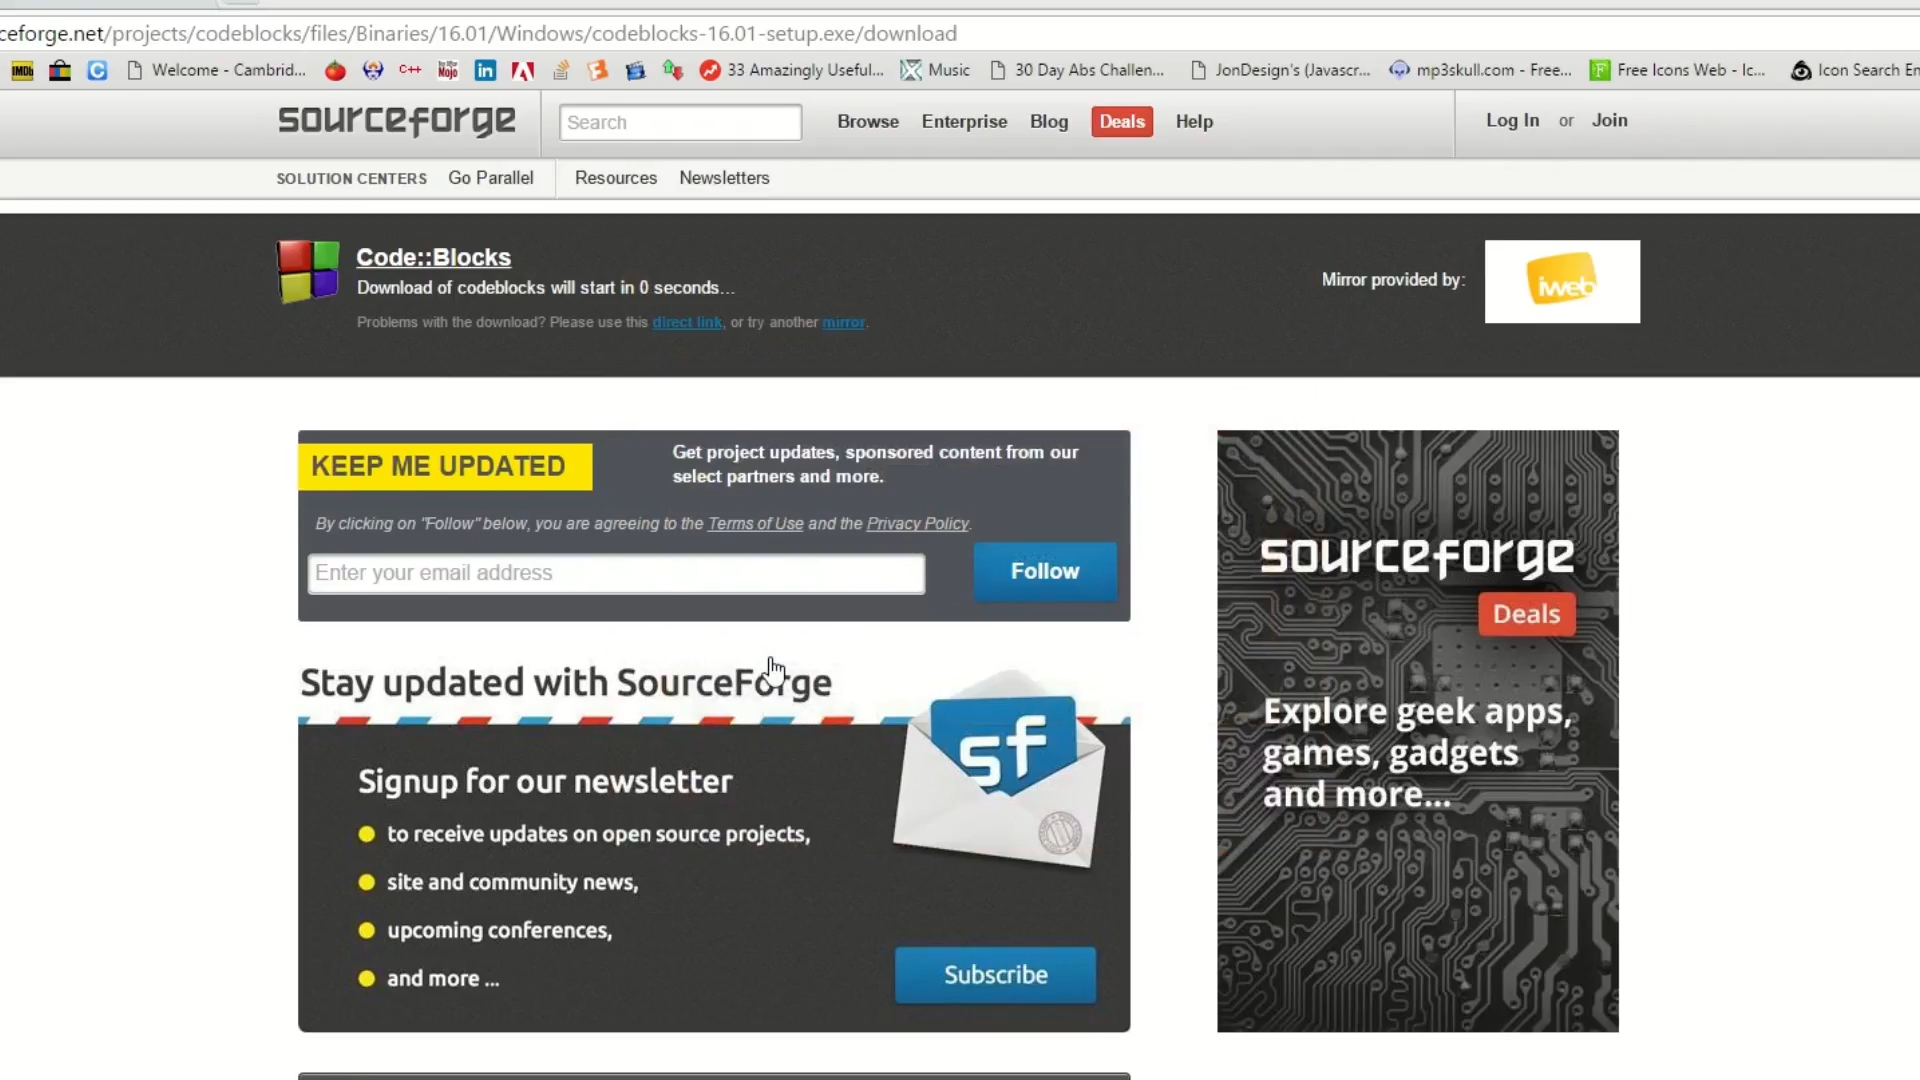 ceforge.net/projects/codeblocks/files/Binaries/16.01/Windows/codeblocks-16.01-setup.exe/download
IMDb Welcome - Cambrid... C++ Mojo in 33 Amazingly Useful... Music 30 Day Abs Challen... JonDesign's (Javascr... mp3skull.com - Free... Free Icons Web - Ic... Icon Search En
sourceforge Search Browse Enterprise Blog Deals Help Log In or Join
SOLUTION CENTERS Go Parallel Resources Newsletters
Code::Blocks
Download of codeblocks will start in 0 seconds...
Problems with the download? Please use this direct link, or try another mirror.
Mirror provided by: iweb
KEEP ME UPDATED
Get project updates, sponsored content from our
select partners and more.
By clicking on "Follow" below, you are agreeing to the Terms of Use and the Privacy Policy.
Enter your email address Follow
Stay updated with SourceForge
sf
Signup for our newsletter
to receive updates on open source projects,
site and community news,
upcoming conferences,
and more ...
Subscribe
sourceforge
Deals
Explore geek apps,
games, gadgets
and more...